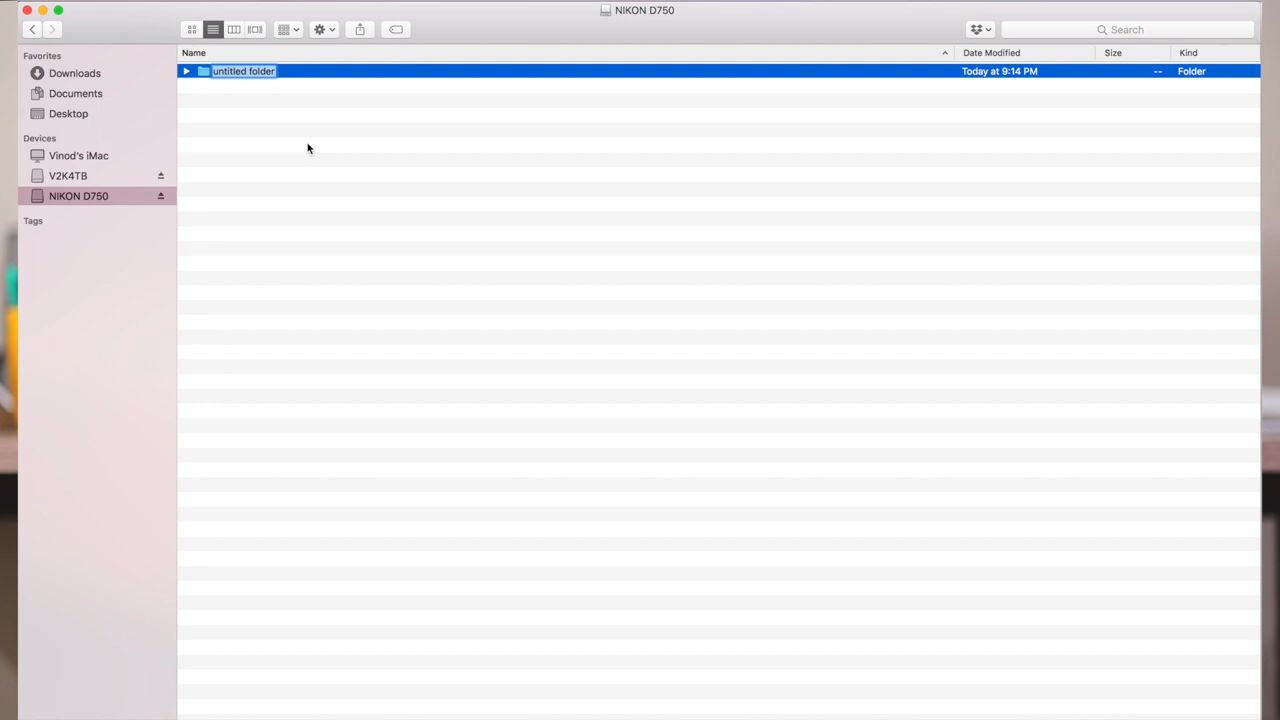 NIKON D750
Search
Favorites
Downloads
Documents
Desktop
Devices
Vinod's iMac
V2K4TB
NIKON D750
Tags
Name Date Modified Size Kind
untitled folder Today at 9:14 PM -- Folder